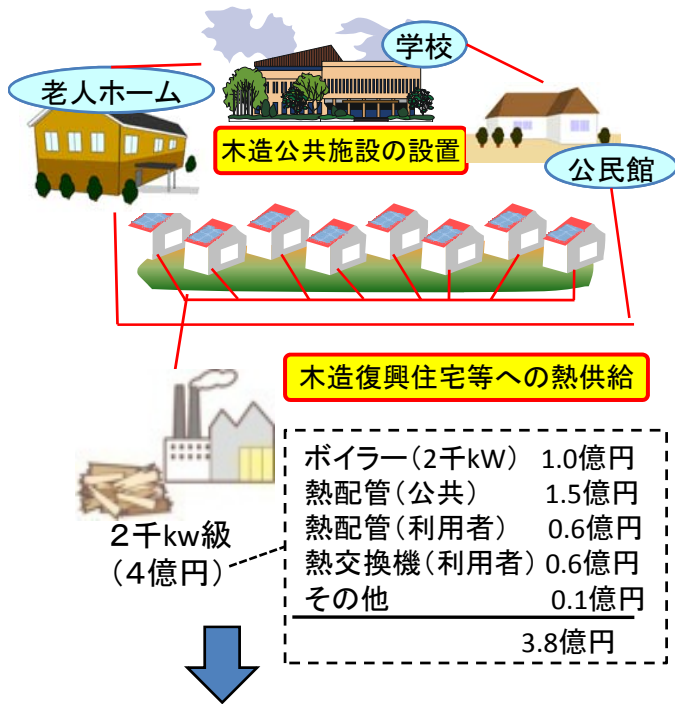 学校
老人ホーム
木造公共施設の設置
公民館
木造復興住宅等への熱供給
ボイラー(2千kW) 1.0億円
熱配管(公共) 1.5億円
熱配管(利用者) 0.6億円
熱交換機(利用者) 0.6億円
その他 0.1億円
3.8億円
２千kw級
(４億円)